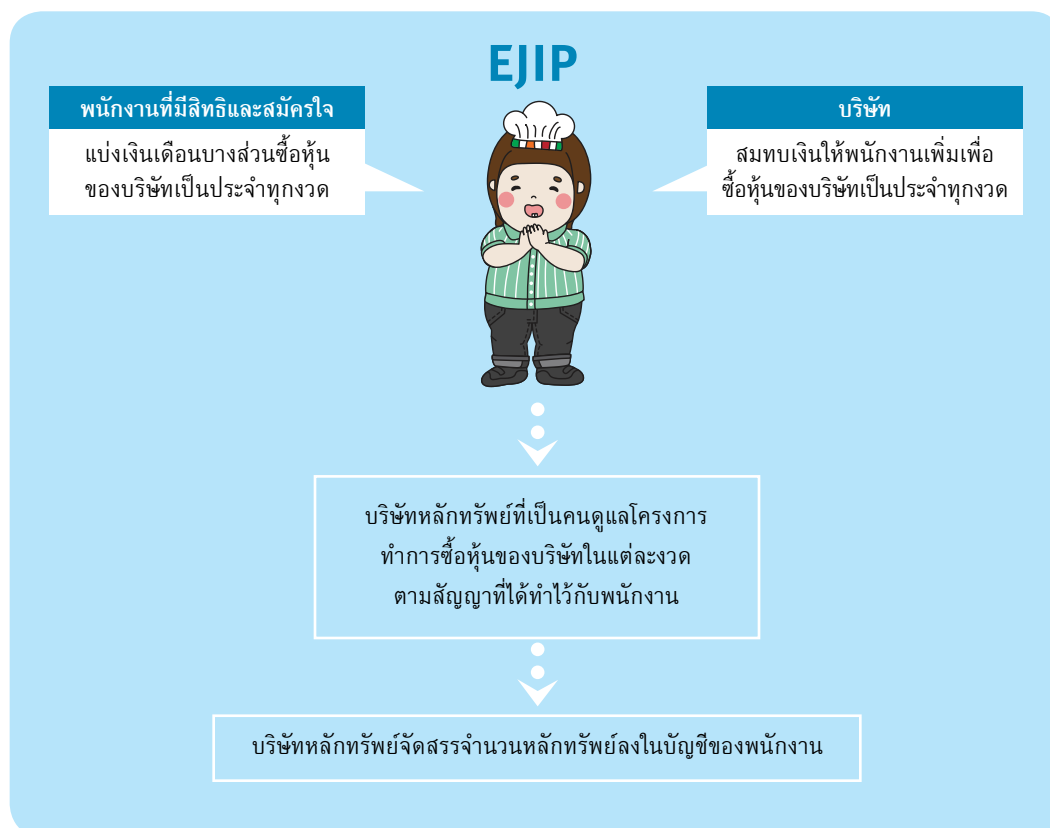 EJIP
พนักงานที่มีสิทธิและสมัครใจ
แบ่งเงินเดือนบางส่วนซื้อหุ้น
ของบริษัทเป็นประจำทุกงวด
บริษัท
สมทบเงินให้พนักงานเพิ่มเพื่อ
ซื้อหุ้นของบริษัทเป็นประจำทุกงวด
บริษัทหลักทรัพย์ที่เป็นคนดูแลโครงการ
ทำการซื้อหุ้นของบริษัทในแต่ละงวด
ตามสัญญาที่ได้ทำไว้กับพนักงาน
บริษัทหลักทรัพย์จัดสรรจำนวนหลักทรัพย์ลงในบัญชีของพนักงาน